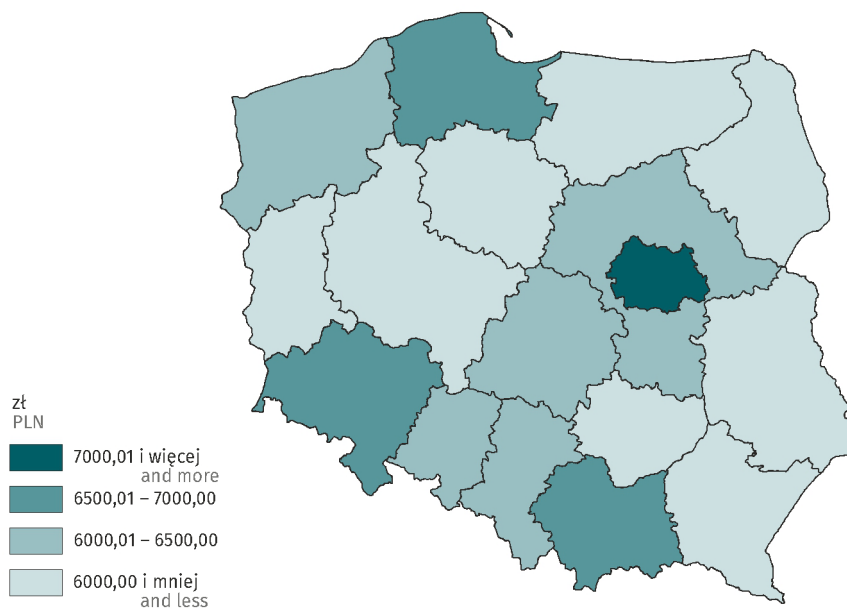 zł
PLN
7000,01 i więcej
and more
6500,01 – 7000,00
6000,01 – 6500,00
6000,00 i mniej
and less